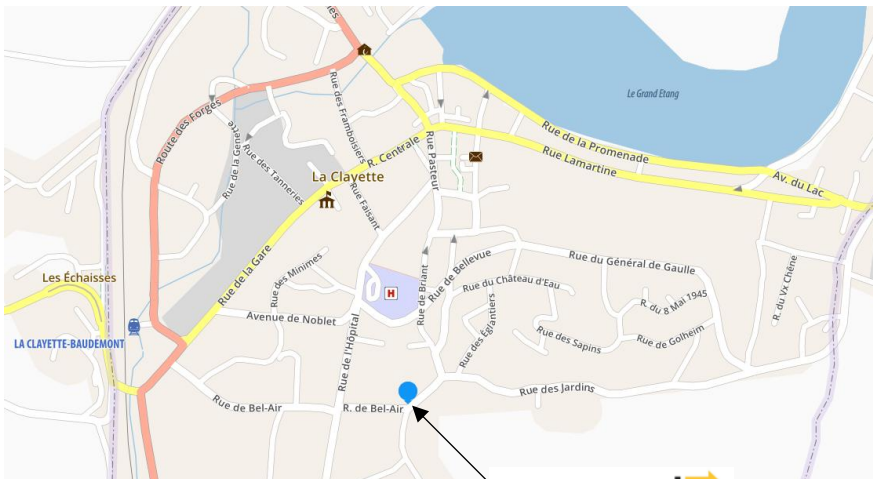 Route des Forges
Rue des Framboisiers
Le Grand Etang
Rue de la Promenade
Rue Lamartine
Av. du Lac
R. Centrale
Rue Pasteur
La Clayette
Rue des Tanneries
Rue Faisant
Rue de la Gare
Les Échaisses
LA CLAYETTE-BAUDEMONT
Rue des Minimes
Avenue de Noblet
Rue de l'Hôpital
H
Rue de Briant
Rue de Bellevue
Rue du Général de Gaulle
Rue du Château d'Eau
R. du 8 Mai 1945
R. du Vx Chêne
Rue des Églantiers
Rue des Sapins
Rue de Golheim
Rue des Jardins
Rue de Bel-Air
R. de Bel-Air